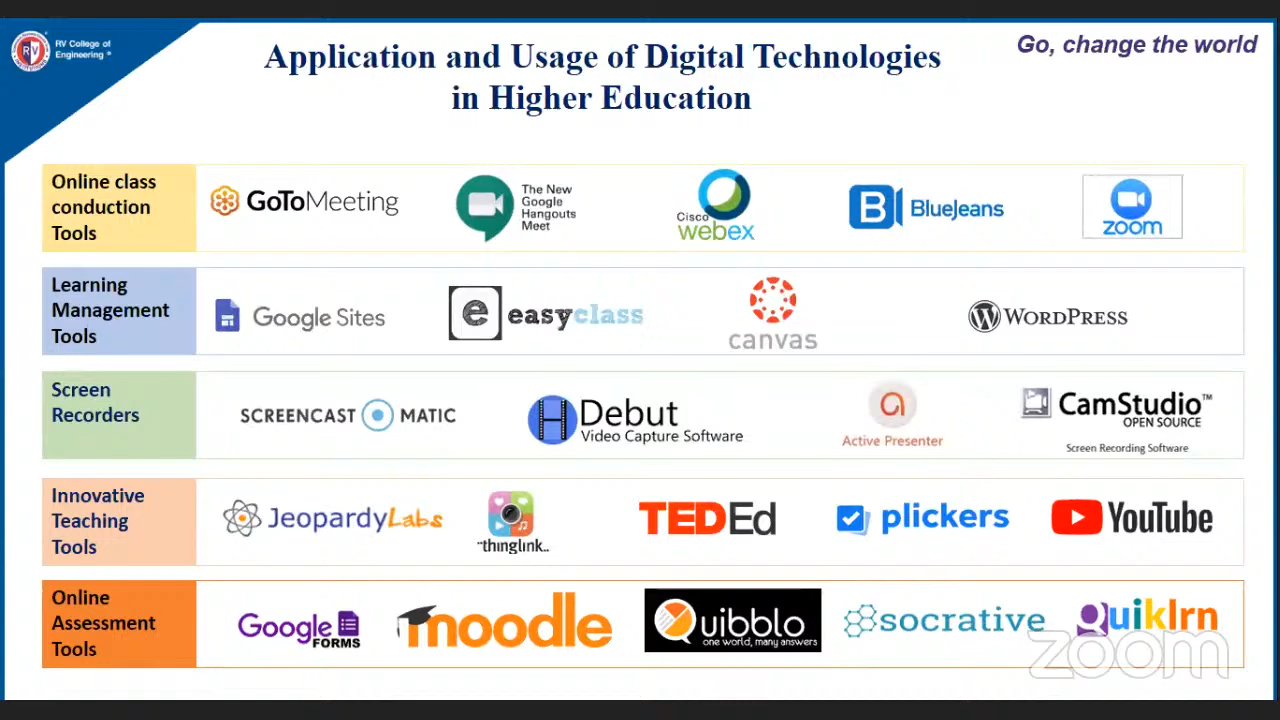 RV College of
Engineering
Go, change the world
Application and Usage of Digital Technologies
in Higher Education
Online class
conduction
Tools
GoToMeeting
The New
Google
Hangouts
Meet
Cisco
webex
BlueJeans
zoom
Learning
Management
Tools
Google Sites
e easyclass
canvas
WORDPRESS
Screen
Recorders
SCREENCAST MATIC
Debut
Video Capture Software
Active Presenter
CamStudio™
OPEN SOURCE
Screen Recording Software
Innovative
Teaching
Tools
JeopardyLabs
thinglink..
TEDEd
plickers
YouTube
Online
Assessment
Tools
Google
FORMS
moodle
Quibblo
one world, many answers
socrative
Quiklrn
zoom